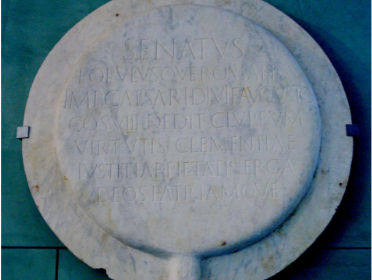 SENATVS
POPVLVSQVE ROMANVS
IMP CAESARI DIVI F AVGVSTO
COS VIII DEDIT CLVPEVM
VIRTVTIS CLEMENTIAE
IVSTITIAE PIETATIS ERGA
DEOS PATRIAMQVE